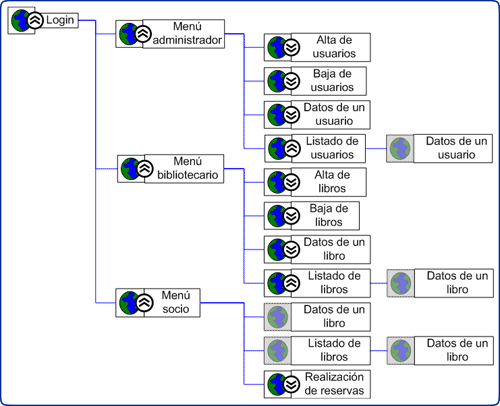 Login
Menú
administrador
Alta de
usuarios
Baja de
usuarios
Datos de un
usuario
Listado de
usuarios
Datos de un
usuario
Menú
bibliotecario
Alta de
libros
Baja de
libros
Datos de un
libro
Listado de
libros
Datos de un
libro
Menú
socio
Datos de un
libro
Listado de
libros
Datos de un
libro
Realización
de reservas